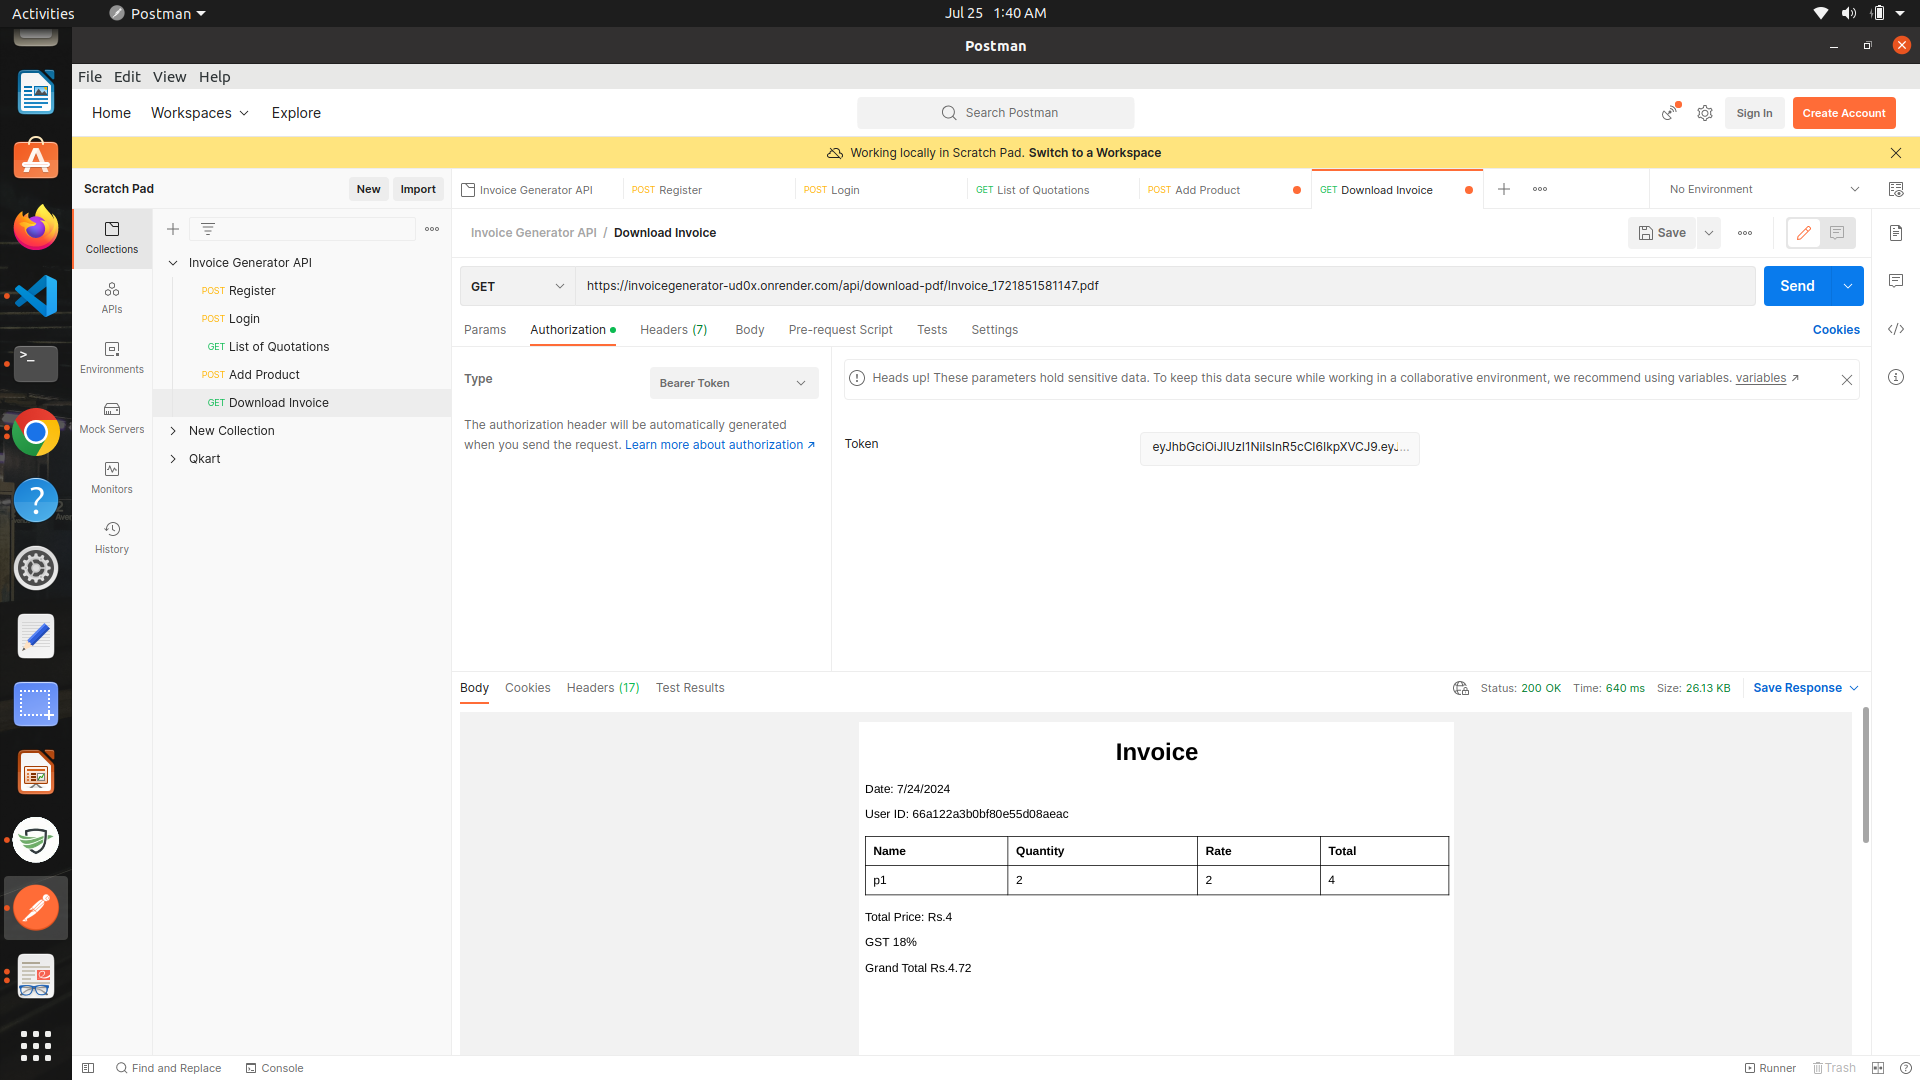 Activities
Postman
Jul 25 1:40 AM
Postman
File Edit View Help
Home Workspaces Explore
Search Postman
Sign In
Create Account
Working locally in Scratch Pad. Switch to a Workspace
Scratch Pad
New
Import
Invoice Generator API
POST Register
POST Login
GET List of Quotations
POST Add Product
GET Download Invoice
No Environment
Collections
APIs
Environments
Mock Servers
Monitors
History
Invoice Generator API
POST Register
POST Login
GET List of Quotations
POST Add Product
GET Download Invoice
New Collection
Qkart
Invoice Generator API / Download Invoice
Save
GET
https://invoicegenerator-ud0x.onrender.com/api/download-pdf/Invoice_1721851581147.pdf
Send
Params Authorization Headers (7) Body Pre-request Script Tests Settings
Cookies
Type
Bearer Token
The authorization header will be automatically generated
when you send the request. Learn more about authorization ↗
Heads up! These parameters hold sensitive data. To keep this data secure while working in a collaborative environment, we recommend using variables. variables ↗
Token
eyJhbGciOiJIUzI1NiIsInR5cCI6IkpXVCJ9.eyJ...
Body Cookies Headers (17) Test Results
Status: 200 OK Time: 640 ms Size: 26.13 KB
Save Response
Invoice
Date: 7/24/2024
User ID: 66a122a3b0bf80e55d08aeac
Name Quantity Rate Total
p1 2 2 4
Total Price: Rs.4
GST 18%
Grand Total Rs.4.72
Find and Replace
Console
Runner
Trash